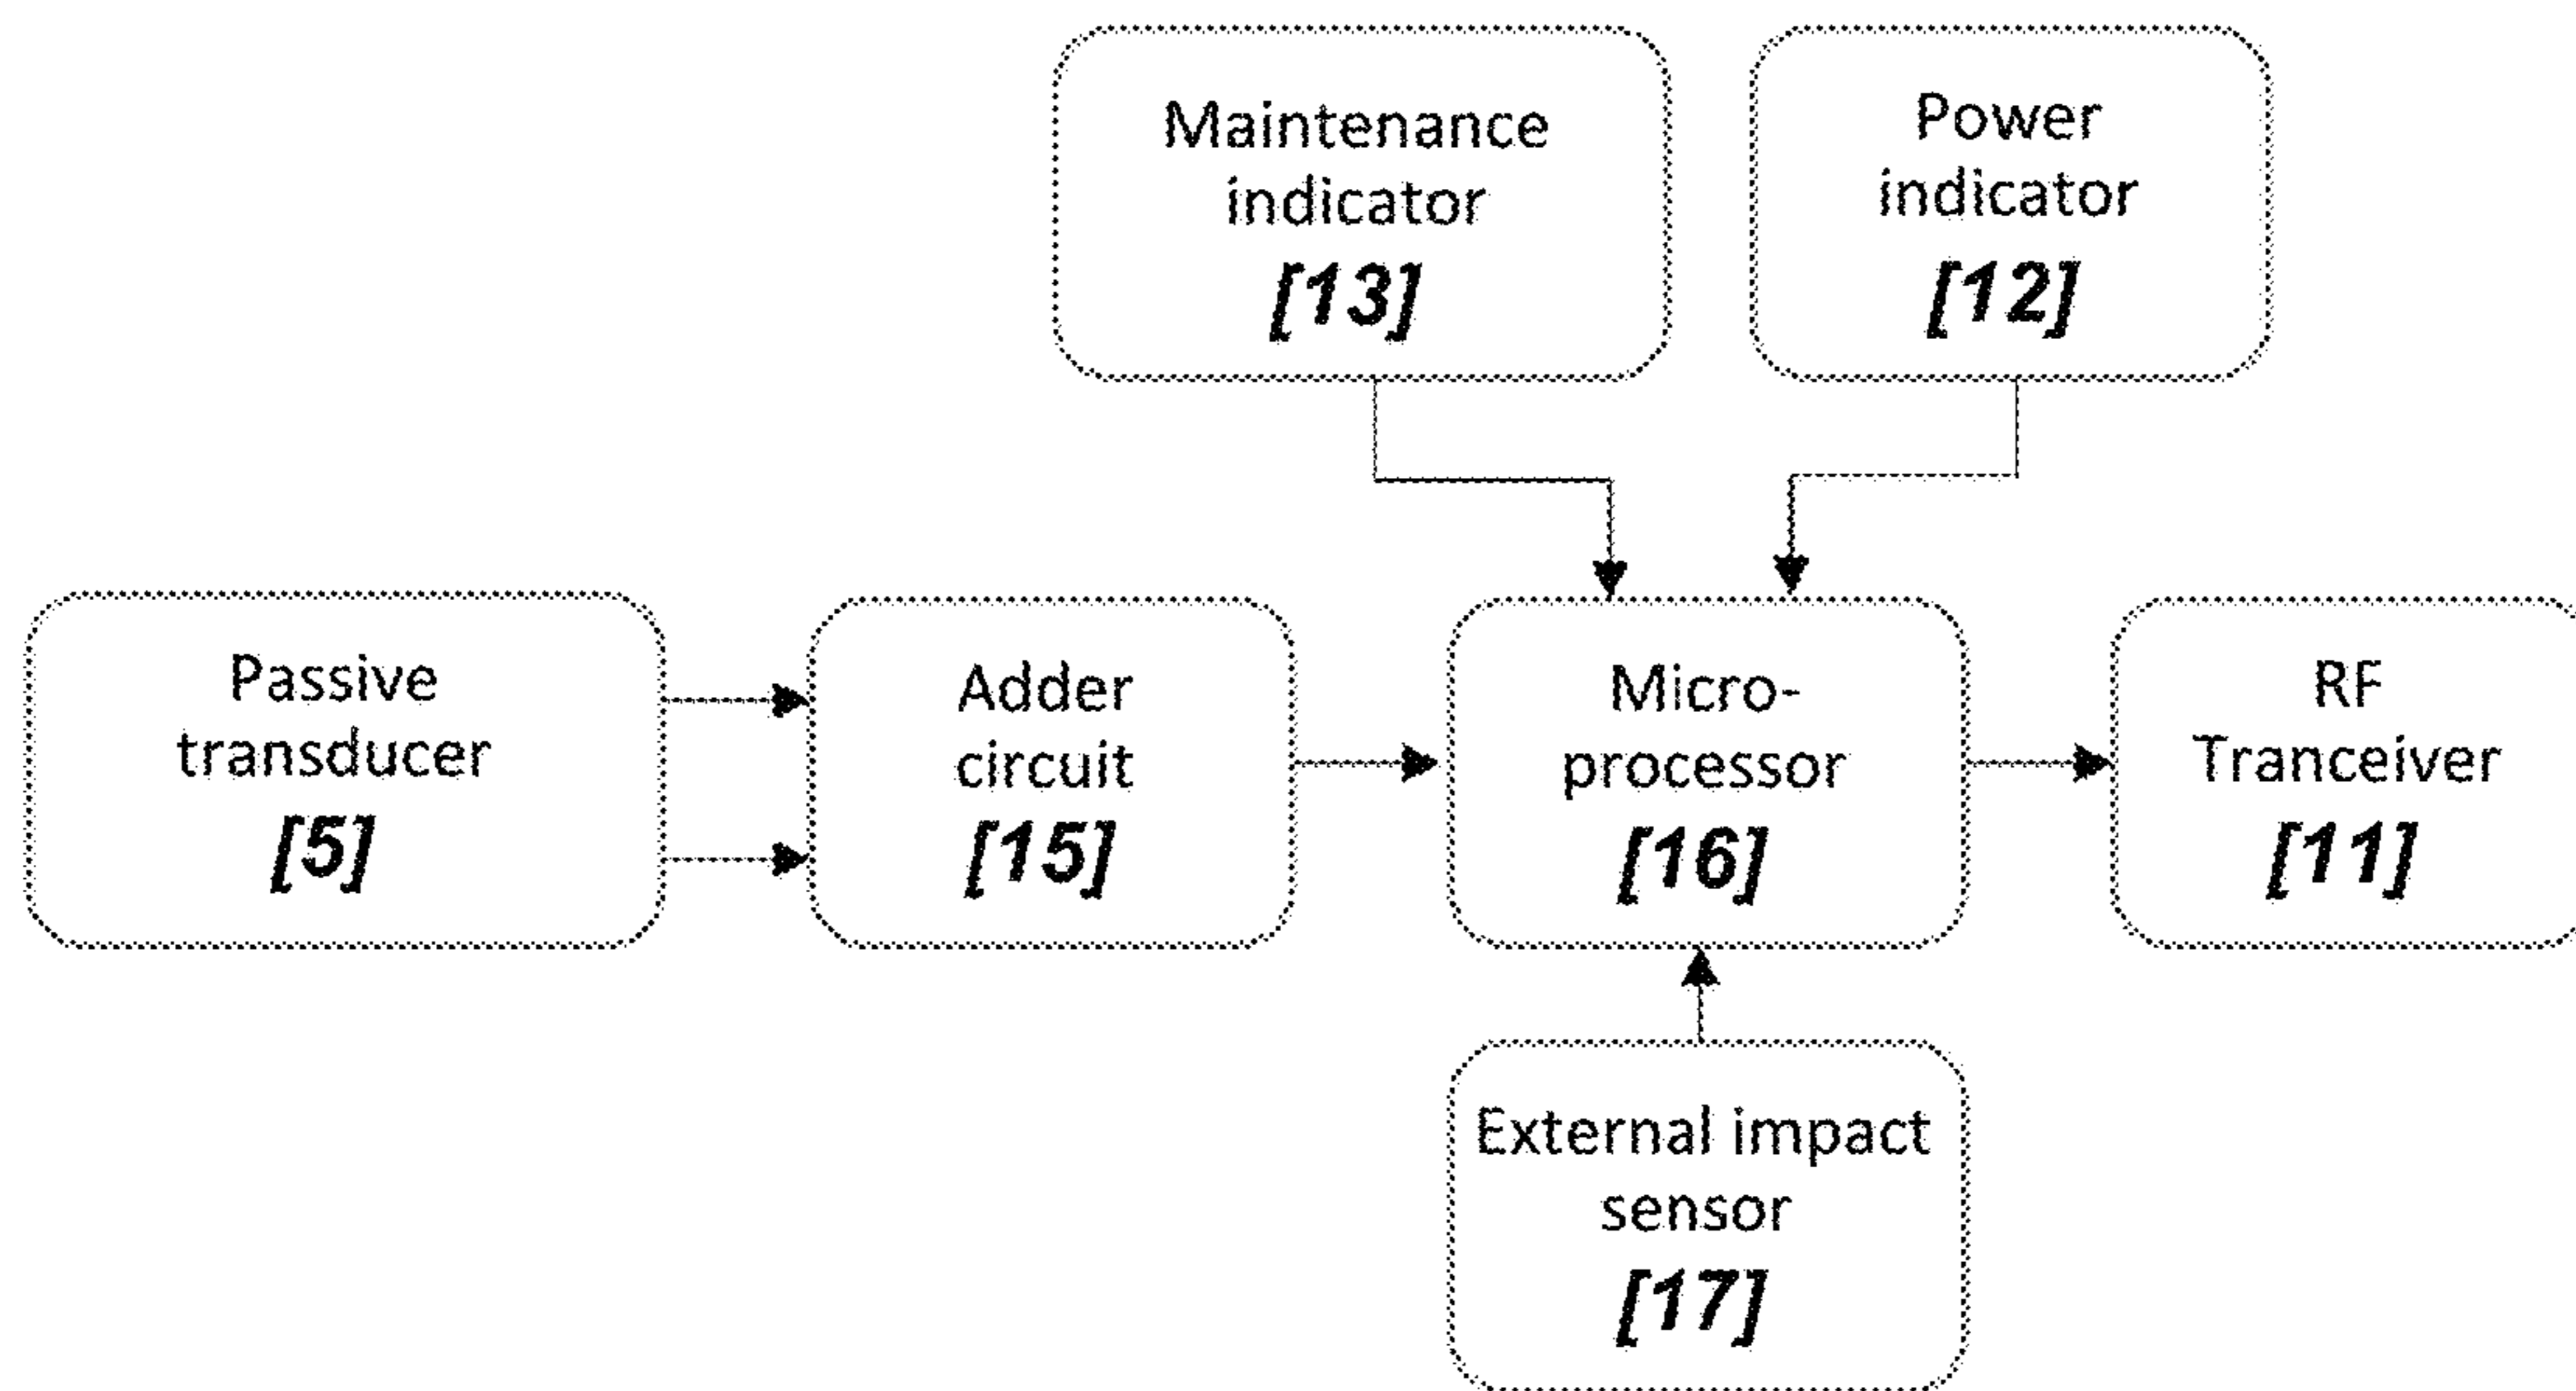 Maintenance
indicator
[13]
Power
indicator
[12]
Passive
transducer
[5]
Adder
circuit
[15]
Micro-
processor
[16]
RF
Tranceiver
[11]
External impact
sensor
[17]